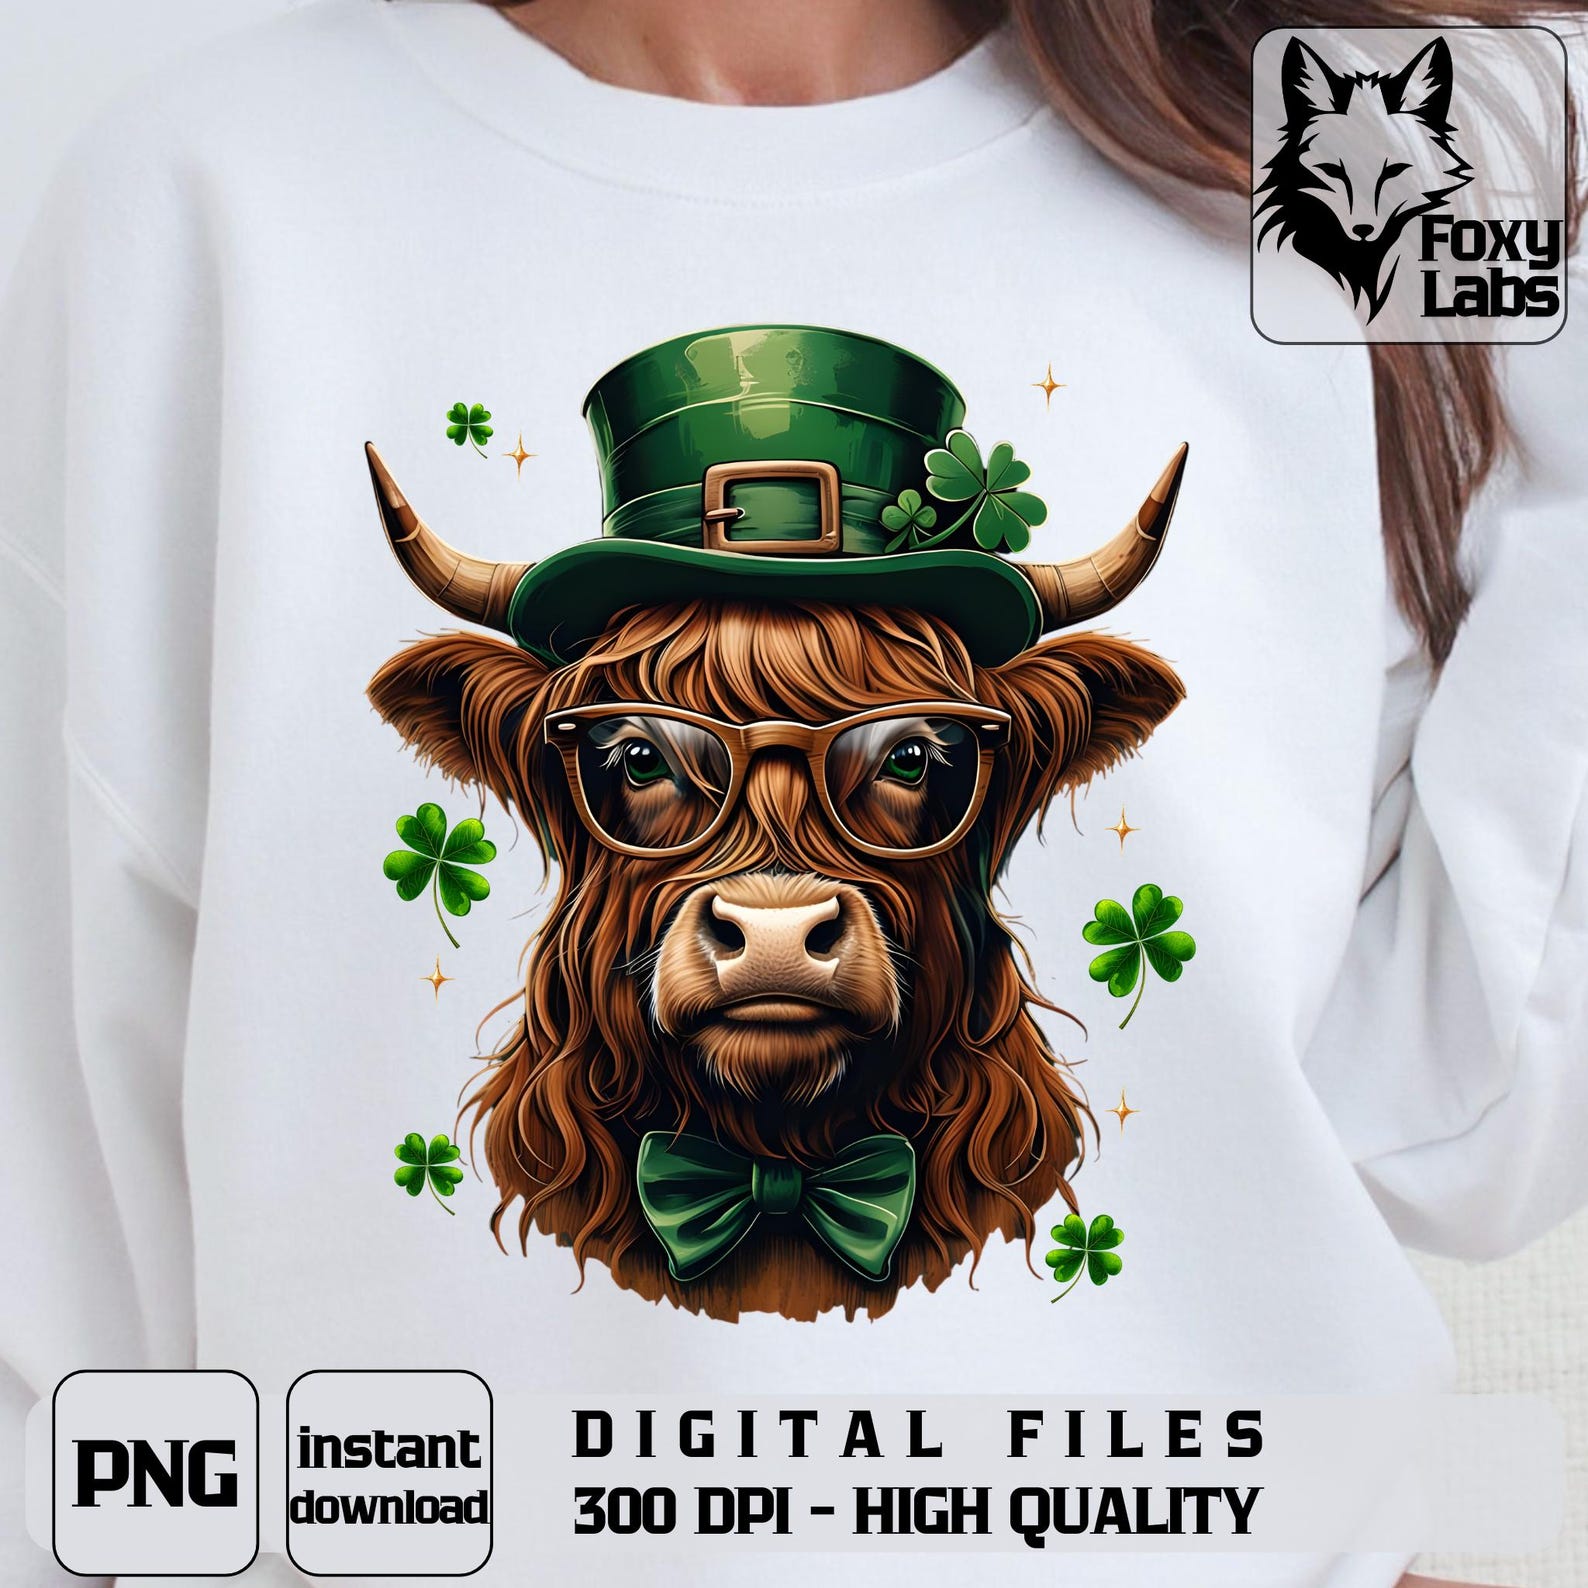 Foxy
Labs
PNG
instant
download
DIGITAL FILES
300 DPI - HIGH QUALITY